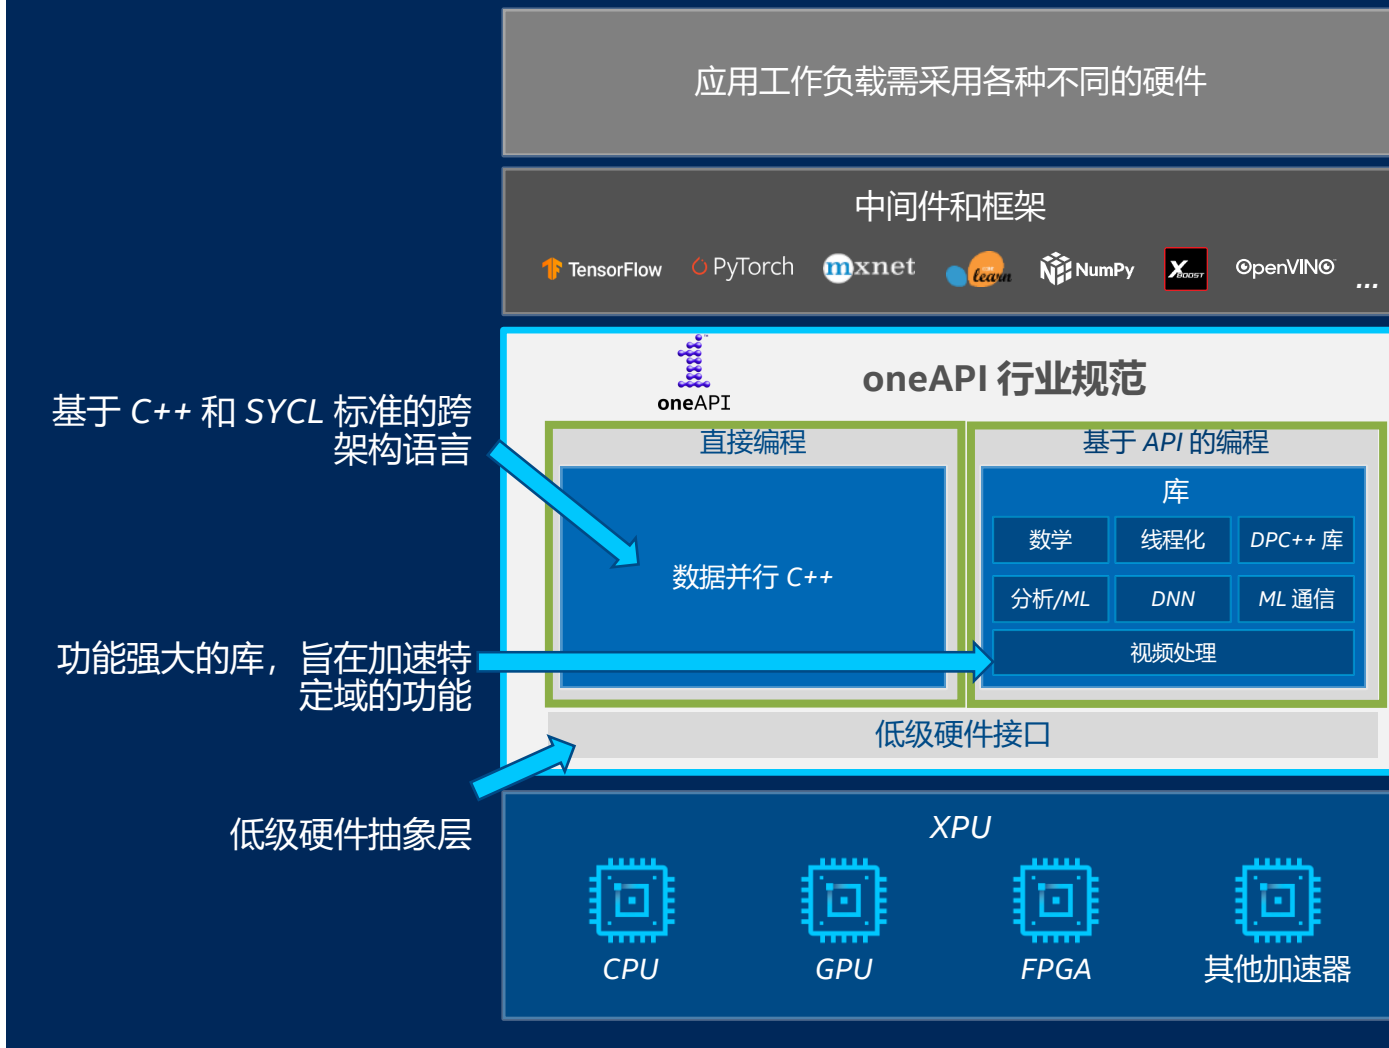 应用工作负载需采用各种不同的硬件
中间件和框架
TensorFlow
PyTorch
mxnet
learn
NumPy
XBOOST
OpenVINO
...
oneAPI
oneAPI 行业规范
基于 C++ 和 SYCL 标准的跨
架构语言
直接编程
数据并行 C++
基于 API 的编程
库
数学
线程化
DPC++ 库
分析/ML
DNN
ML 通信
视频处理
功能强大的库，旨在加速特
定域的功能
低级硬件接口
低级硬件抽象层
XPU
CPU
GPU
FPGA
其他加速器